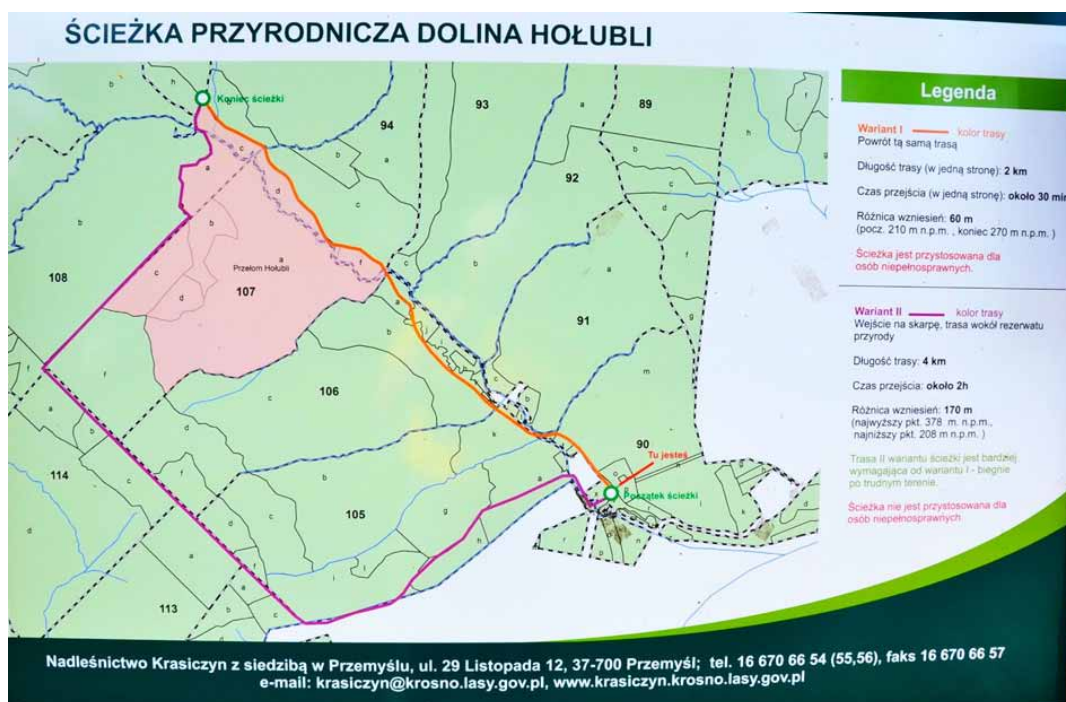 ŚCIEŻKA PRZYRODNICZA DOLINA HOŁUBLI
Koniec ścieżki
93
89
94
92
108
Przełom Hołubli
107
91
106
90
Tu jesteś
Początek ścieżki
114
105
113
Legenda
Wariant I kolor trasy
Powrót tą samą trasą
Długość trasy (w jedną stronę): 2 km
Czas przejścia (w jedną stronę): około 30 min
Różnica wzniesień: 60 m
(pocz. 210 m n.p.m. , koniec 270 m n.p.m. )
Ścieżka jest przystosowana dla
osób niepełnosprawnych.
Wariant II kolor trasy
Wejście na skarpę, trasa wokół rezerwatu
przyrody
Długość trasy: 4 km
Czas przejścia: około 2h
Różnica wzniesień: 170 m
(najwyższy pkt. 378 m. n.p.m.,
najniższy pkt. 208 m n.p.m. )
Trasa II wariantu ścieżki jest bardziej
wymagająca od wariantu I - biegnie
po trudnym terenie.
Ścieżka nie jest przystosowana dla
osób niepełnosprawnych
Nadleśnictwo Krasiczyn z siedzibą w Przemyślu, ul. 29 Listopada 12, 37-700 Przemyśl; tel. 16 670 66 54 (55,56), faks 16 670 66 57
e-mail: krasiczyn@krosno.lasy.gov.pl, www.krasiczyn.krosno.lasy.gov.pl